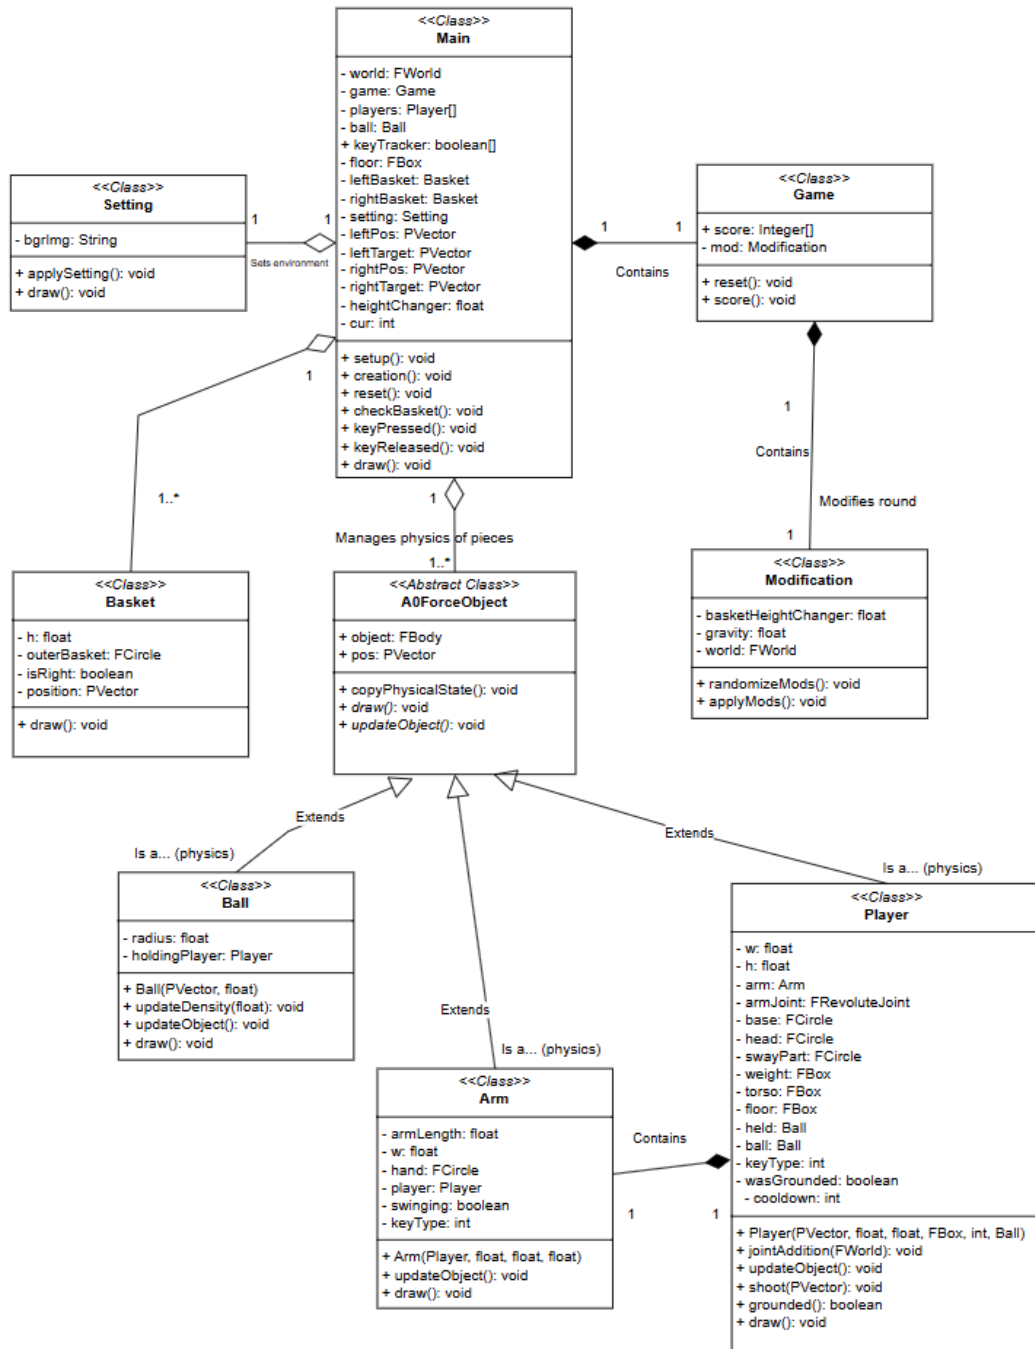 <<Class>>
Main
- world: FWorld
- game: Game
- players: Player[]
- ball: Ball
+ keyTracker: boolean[]
- floor: FBox
- leftBasket: Basket
- rightBasket: Basket
- setting: Setting
- leftPos: PVector
- leftTarget: PVector
- rightPos: PVector
- rightTarget: PVector
- heightChanger: float
- cur: int
+ setup(): void
+ creation(): void
+ reset(): void
+ checkBasket(): void
+ keyPressed(): void
+ keyReleased(): void
+ draw(): void
<<Class>>
Setting
- bgrImg: String
+ applySetting(): void
+ draw(): void
1
1
Sets environment
1
1
Contains
<<Class>>
Game
+ score: Integer[]
- mod: Modification
+ reset(): void
+ score(): void
1
1..*
1
Manages physics of pieces
1..*
1
Contains
Modifies round
1
<<Class>>
Basket
- h: float
- outerBasket: FCircle
- isRight: boolean
- position: PVector
+ draw(): void
<<Abstract Class>>
A0ForceObject
+ object: FBody
+ pos: PVector
+ copyPhysicalState(): void
+ draw(): void
+ updateObject(): void
<<Class>>
Modification
- basketHeightChanger: float
- gravity: float
- world: FWorld
+ randomizeMods(): void
+ applyMods(): void
Extends
Is a... (physics)
Extends
Is a... (physics)
Extends
Is a... (physics)
<<Class>>
Ball
- radius: float
- holdingPlayer: Player
+ Ball(PVector, float)
+ updateDensity(float): void
+ updateObject(): void
+ draw(): void
<<Class>>
Arm
- armLength: float
- w: float
- hand: FCircle
- player: Player
- swinging: boolean
- keyType: int
+ Arm(Player, float, float, float)
+ updateObject(): void
+ draw(): void
Contains
1
1
<<Class>>
Player
- w: float
- h: float
- arm: Arm
- armJoint: FRevoluteJoint
- base: FCircle
- head: FCircle
- swayPart: FCircle
- weight: FBox
- torso: FBox
- floor: FBox
- held: Ball
- ball: Ball
- keyType: int
- wasGrounded: boolean
- cooldown: int
+ Player(PVector, float, float, FBox, int, Ball)
+ jointAddition(FWorld): void
+ updateObject(): void
+ shoot(PVector): void
+ grounded(): boolean
+ draw(): void